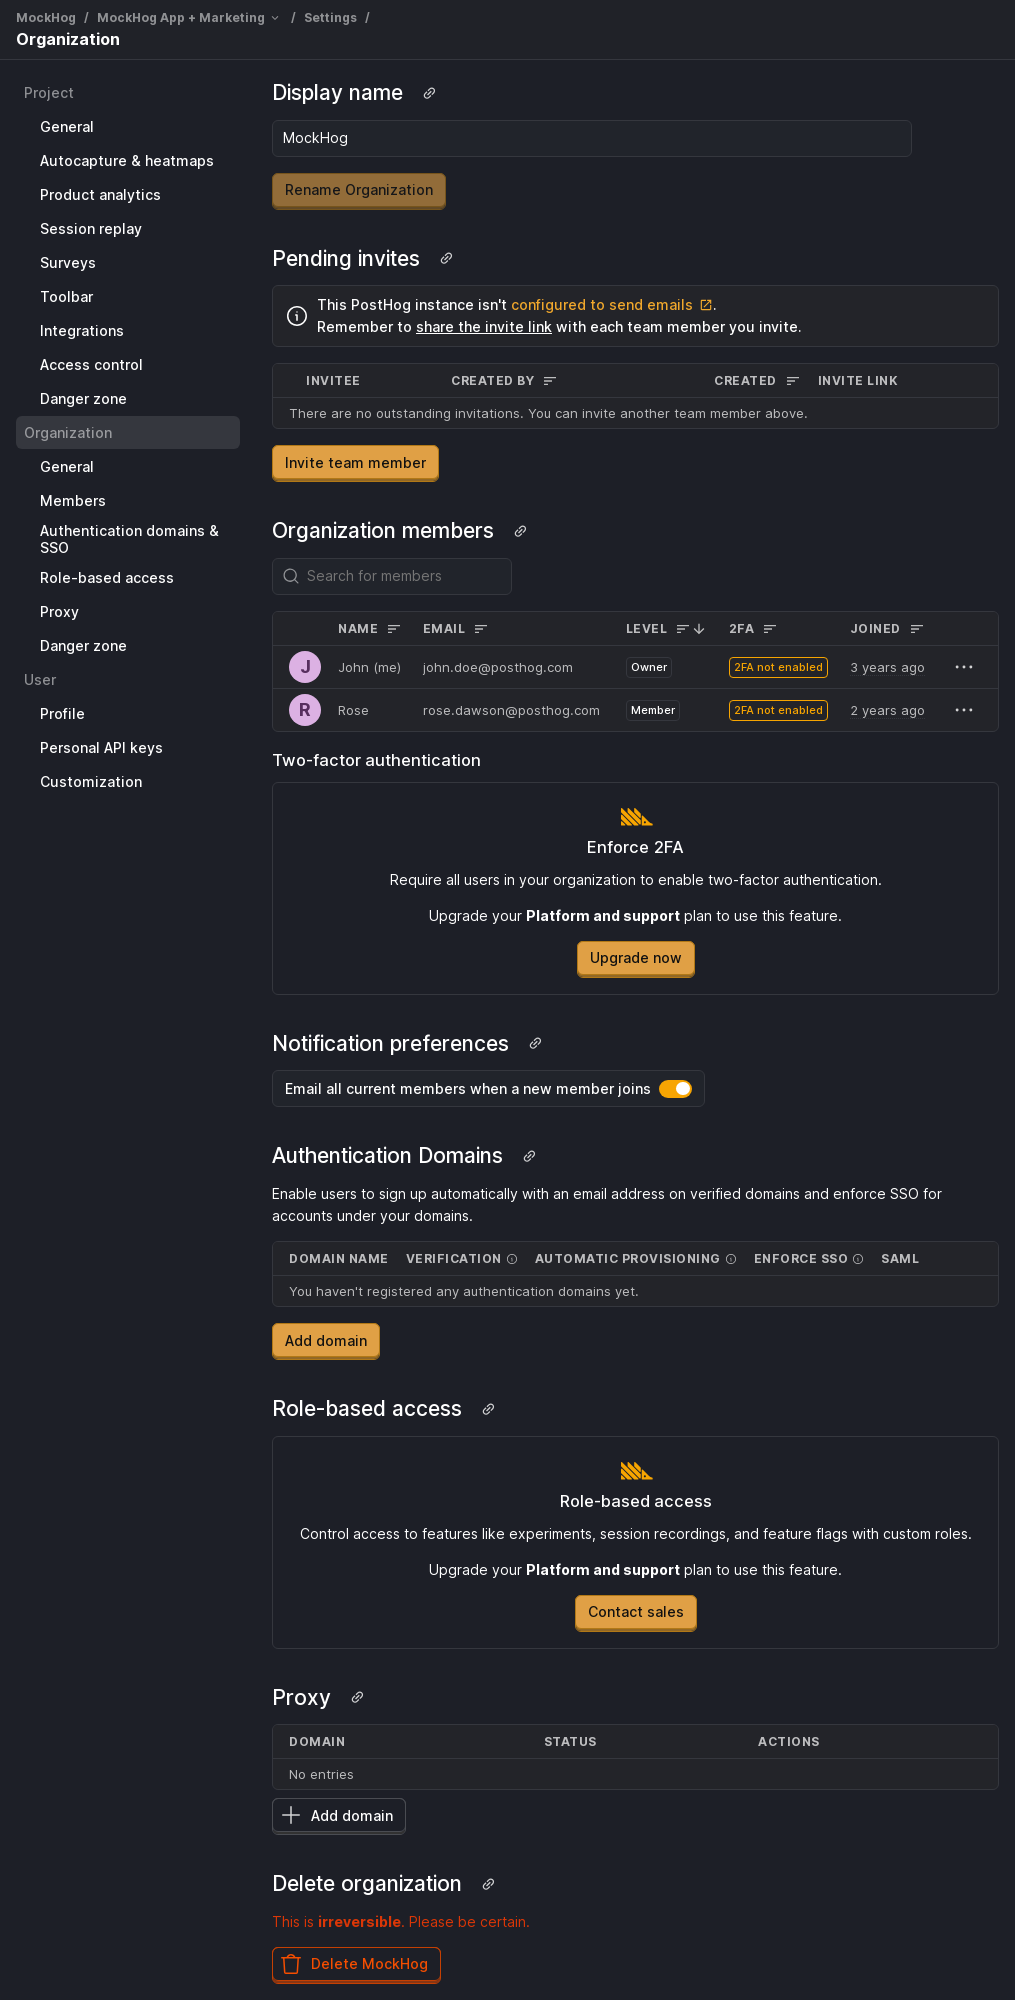 MockHog / MockHog App + Marketing / Settings /
Organization
Project
General
Autocapture & heatmaps
Product analytics
Session replay
Surveys
Toolbar
Integrations
Access control
Danger zone
Organization
General
Members
Authentication domains &
SSO
Role-based access
Proxy
Danger zone
User
Profile
Personal API keys
Customization
Display name
MockHog
Rename Organization
Pending invites
This PostHog instance isn't configured to send emails.
Remember to share the invite link with each team member you invite.
INVITEE CREATED BY CREATED INVITE LINK
There are no outstanding invitations. You can invite another team member above.
Invite team member
Organization members
Search for members
NAME EMAIL LEVEL 2FA JOINED
J John (me) john.doe@posthog.com Owner 2FA not enabled 3 years ago
R Rose rose.dawson@posthog.com Member 2FA not enabled 2 years ago
Two-factor authentication
Enforce 2FA
Require all users in your organization to enable two-factor authentication.
Upgrade your Platform and support plan to use this feature.
Upgrade now
Notification preferences
Email all current members when a new member joins
Authentication Domains
Enable users to sign up automatically with an email address on verified domains and enforce SSO for
accounts under your domains.
DOMAIN NAME VERIFICATION AUTOMATIC PROVISIONING ENFORCE SSO SAML
You haven't registered any authentication domains yet.
Add domain
Role-based access
Role-based access
Control access to features like experiments, session recordings, and feature flags with custom roles.
Upgrade your Platform and support plan to use this feature.
Contact sales
Proxy
DOMAIN STATUS ACTIONS
No entries
Add domain
Delete organization
This is irreversible. Please be certain.
Delete MockHog